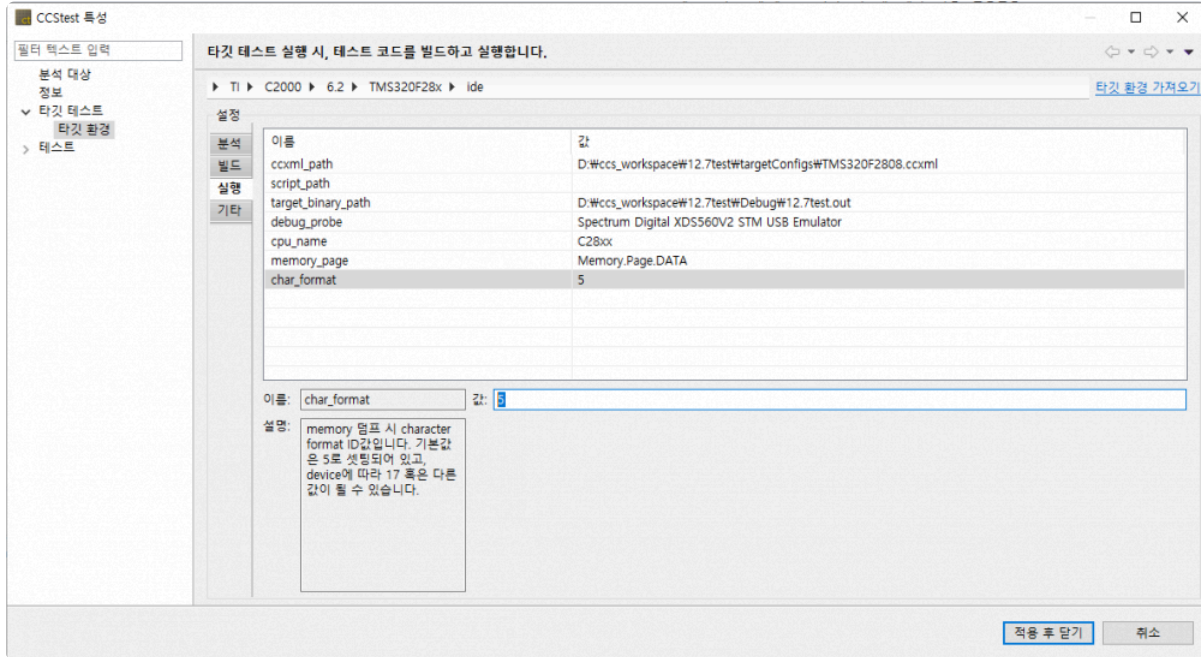 CCStest 특성
필터 텍스트 입력
분석 대상
정보
타깃 테스트
타깃 환경
테스트
타깃 테스트 실행 시, 테스트 코드를 빌드하고 실행합니다.
TI C2000 6.2 TMS320F28x ide
타깃 환경 가져오기
설정
분석
빌드
실행
기타
이름 값
ccxml_path D:₩ccs_workspace₩12.7test₩targetConfigs₩TMS320F2808.ccxml
script_path
target_binary_path D:₩ccs_workspace₩12.7test₩Debug₩12.7test.out
debug_probe Spectrum Digital XDS560V2 STM USB Emulator
cpu_name C28xx
memory_page Memory.Page.DATA
char_format 5
이름: char_format 값: 5
설명: memory 덤프 시 character
format ID값입니다. 기본값
은 5로 셋팅되어 있고,
device에 따라 17 혹은 다른
값이 될 수 있습니다.
적용 후 닫기 취소